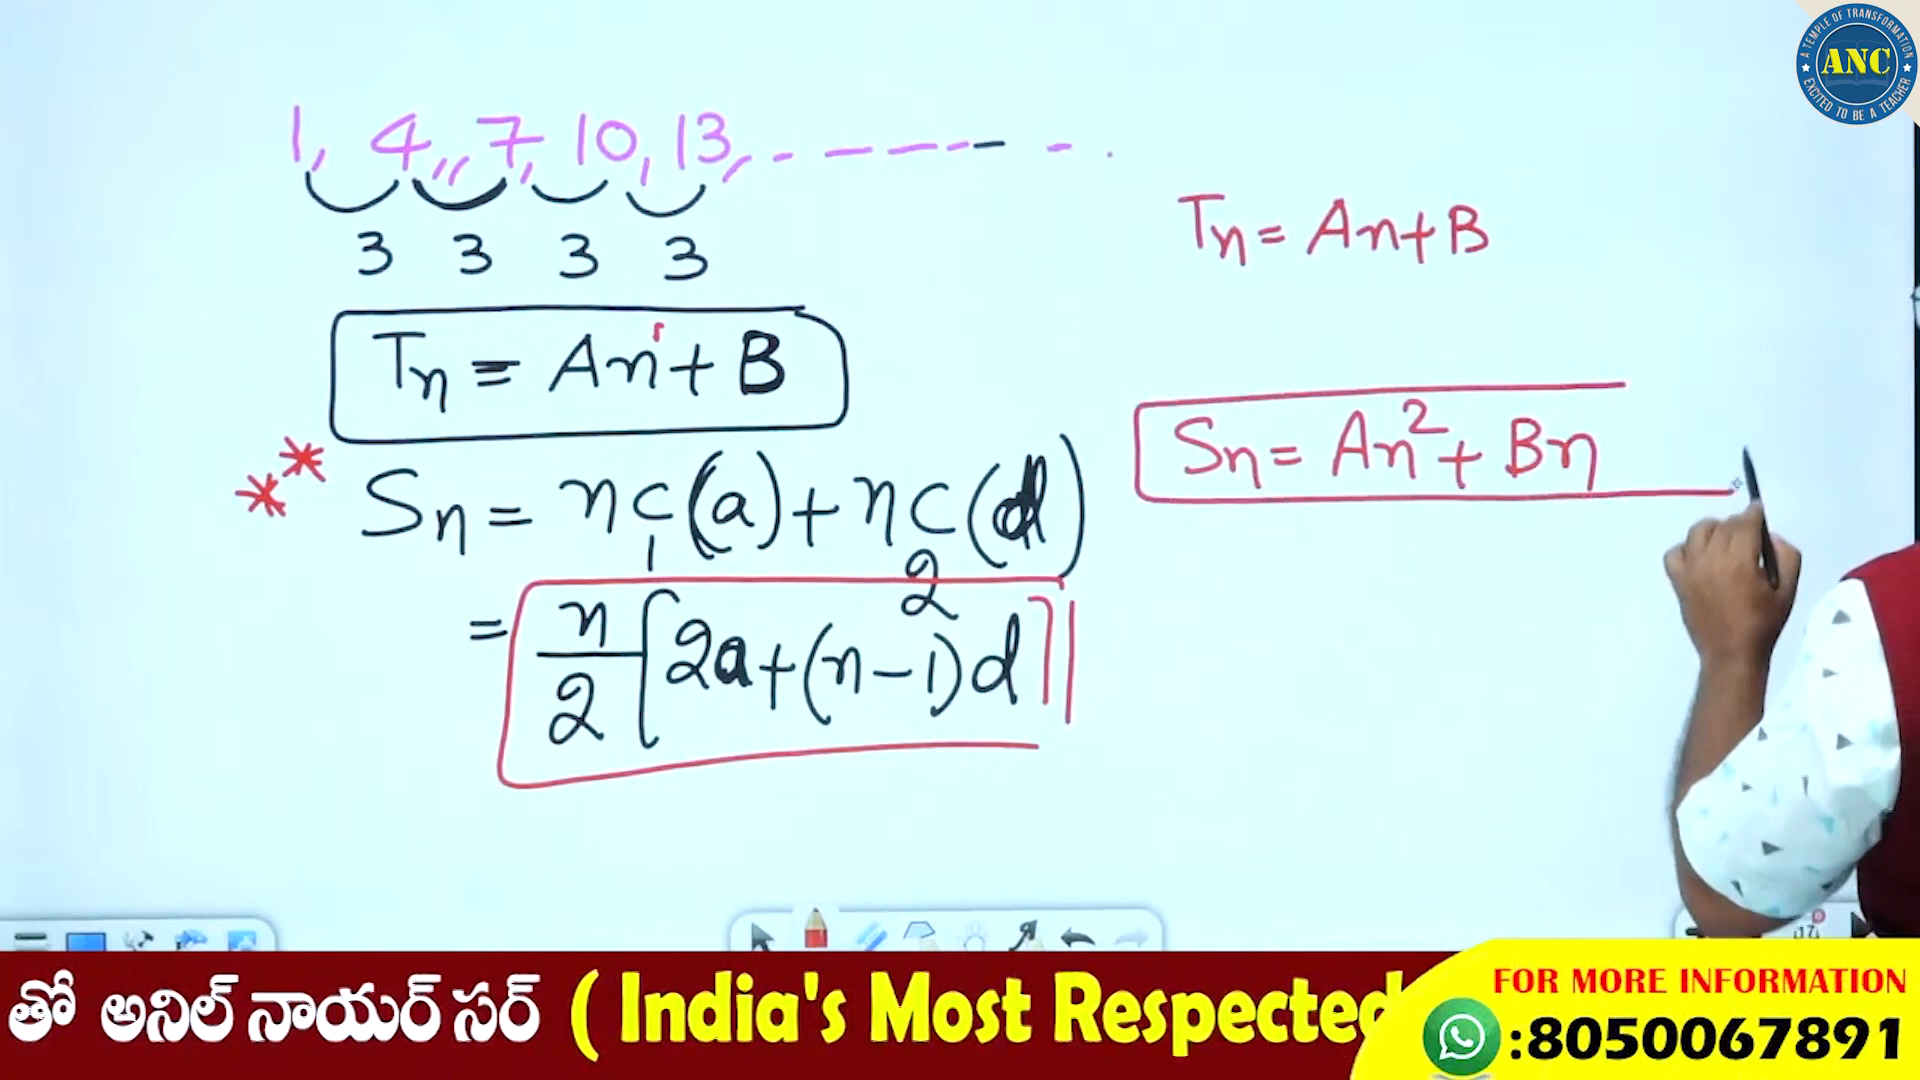 A TEMPLE OF TRANSFORMATION
ANC
EXCITED TO BE A TEACHER
1, 4,, 7, 10, 13, - - - - - - .
3 3 3 3
Tn = An¹ + B
Tn = An + B
Sn = An² + Bn
** Sn = nc₁(a) + nc₂(d)
= n/2 [2a + (n - 1)d]
తో అనిల్ నాయర్ సర్ ( India's Most Respected
FOR MORE INFORMATION
:8050067891